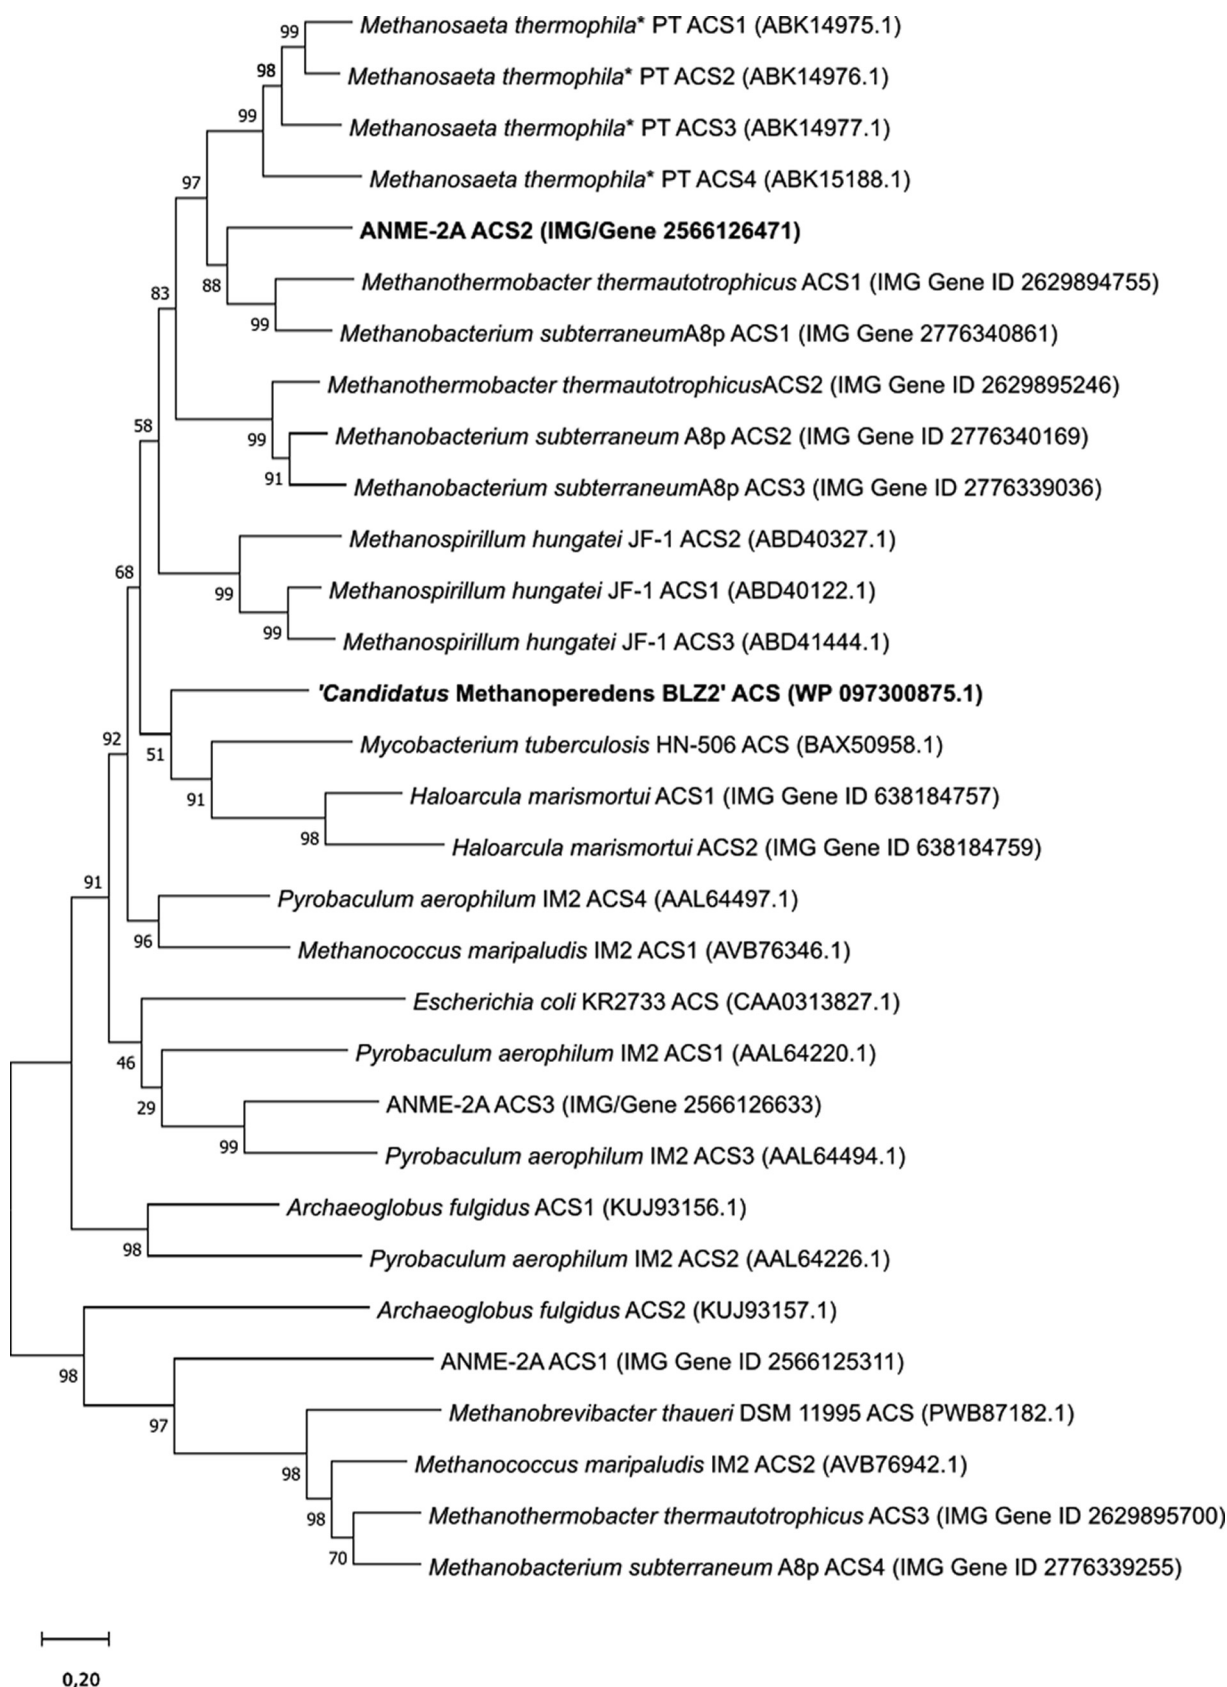 99
Methanosaeta thermophila* PT ACS1 (ABK14975.1)
98
Methanosaeta thermophila* PT ACS2 (ABK14976.1)
99
Methanosaeta thermophila* PT ACS3 (ABK14977.1)
97
Methanosaeta thermophila* PT ACS4 (ABK15188.1)
ANME-2A ACS2 (IMG/Gene 2566126471)
88
83
Methanothermobacter thermautotrophicus ACS1 (IMG Gene ID 2629894755)
99
Methanobacterium subterraneumA8p ACS1 (IMG Gene 2776340861)
Methanothermobacter thermautotrophicusACS2 (IMG Gene ID 2629895246)
58
99
Methanobacterium subterraneum A8p ACS2 (IMG Gene ID 2776340169)
91
Methanobacterium subterraneumA8p ACS3 (IMG Gene ID 2776339036)
Methanospirillum hungatei JF-1 ACS2 (ABD40327.1)
68
99
Methanospirillum hungatei JF-1 ACS1 (ABD40122.1)
99
Methanospirillum hungatei JF-1 ACS3 (ABD41444.1)
'Candidatus Methanoperedens BLZ2' ACS (WP 097300875.1)
92
51
Mycobacterium tuberculosis HN-506 ACS (BAX50958.1)
91
Haloarcula marismortui ACS1 (IMG Gene ID 638184757)
98
Haloarcula marismortui ACS2 (IMG Gene ID 638184759)
91
Pyrobaculum aerophilum IM2 ACS4 (AAL64497.1)
96
Methanococcus maripaludis IM2 ACS1 (AVB76346.1)
Escherichia coli KR2733 ACS (CAA0313827.1)
46
Pyrobaculum aerophilum IM2 ACS1 (AAL64220.1)
29
ANME-2A ACS3 (IMG/Gene 2566126633)
99
Pyrobaculum aerophilum IM2 ACS3 (AAL64494.1)
Archaeoglobus fulgidus ACS1 (KUJ93156.1)
98
Pyrobaculum aerophilum IM2 ACS2 (AAL64226.1)
Archaeoglobus fulgidus ACS2 (KUJ93157.1)
98
ANME-2A ACS1 (IMG Gene ID 2566125311)
97
Methanobrevibacter thaueri DSM 11995 ACS (PWB87182.1)
98
Methanococcus maripaludis IM2 ACS2 (AVB76942.1)
98
Methanothermobacter thermautotrophicus ACS3 (IMG Gene ID 2629895700)
70
Methanobacterium subterraneum A8p ACS4 (IMG Gene ID 2776339255)
0,20